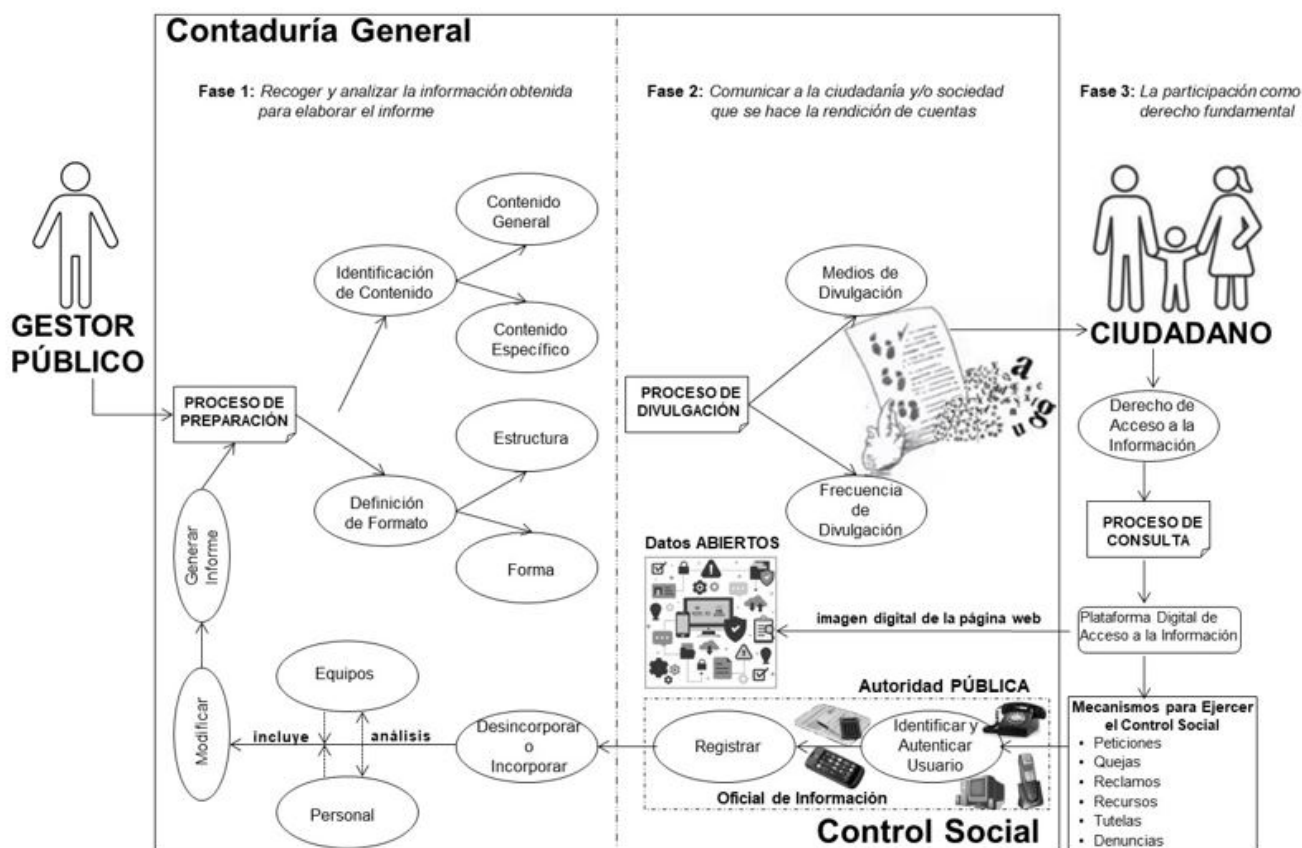 Contaduría General
Fase 1: Recoger y analizar la información obtenida
para elaborar el informe
Fase 2: Comunicar a la ciudadanía y/o sociedad
que se hace la rendición de cuentas
Fase 3: La participación como
derecho fundamental
GESTOR
PÚBLICO
PROCESO DE
PREPARACIÓN
Identificación
de Contenido
Contenido
General
Contenido
Específico
Definición
de Formato
Estructura
Forma
Generar
Informe
Modificar
Equipos
Personal
incluye
análisis
Desincorporar
o
Incorporar
PROCESO DE
DIVULGACIÓN
Medios de
Divulgación
Frecuencia
de
Divulgación
a
g
u
g
Datos ABIERTOS
imagen digital de la página web
Autoridad PÚBLICA
Registrar
Identificar y
Autenticar
Usuario
Oficial de Información
Control Social
CIUDADANO
Derecho de
Acceso a la
Información
PROCESO DE
CONSULTA
Plataforma Digital de
Acceso a la Información
Mecanismos para Ejercer
el Control Social
• Peticiones
• Quejas
• Reclamos
• Recursos
• Tutelas
• Denuncias